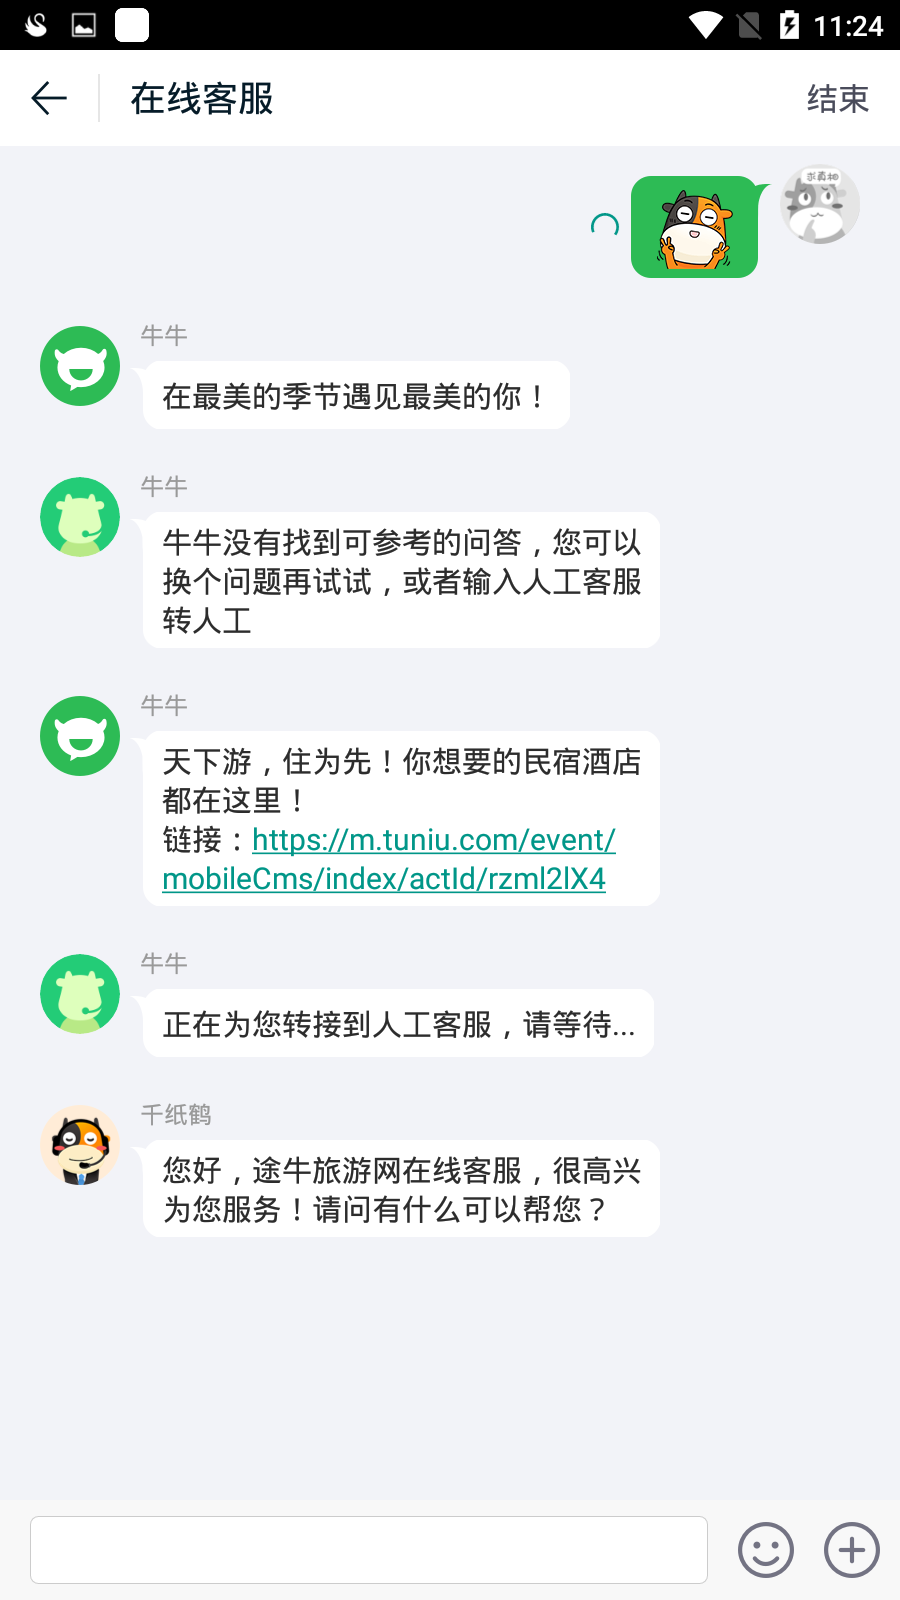 11:24
在线客服
结束
求真相
牛牛
在最美的季节遇见最美的你！
牛牛
牛牛没有找到可参考的问答，您可以
换个问题再试试，或者输入人工客服
转人工
牛牛
天下游，住为先！你想要的民宿酒店
都在这里！
链接：https://m.tuniu.com/event/
mobileCms/index/actId/rzml2lX4
牛牛
正在为您转接到人工客服，请等待...
千纸鹤
您好，途牛旅游网在线客服，很高兴
为您服务！请问有什么可以帮您？